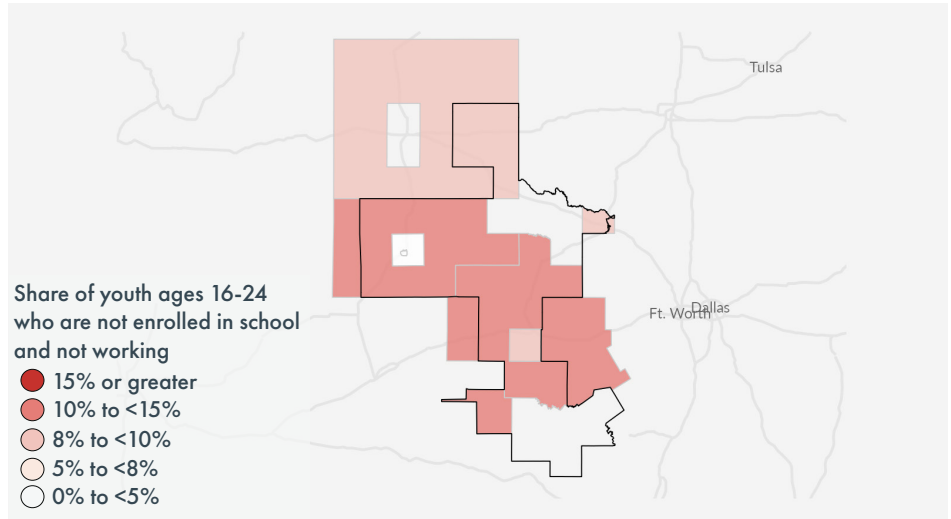 Tulsa
Dallas
Ft. Worth
Share of youth ages 16-24
who are not enrolled in school
and not working
15% or greater
10% to <15%
8% to <10%
5% to <8%
0% to <5%